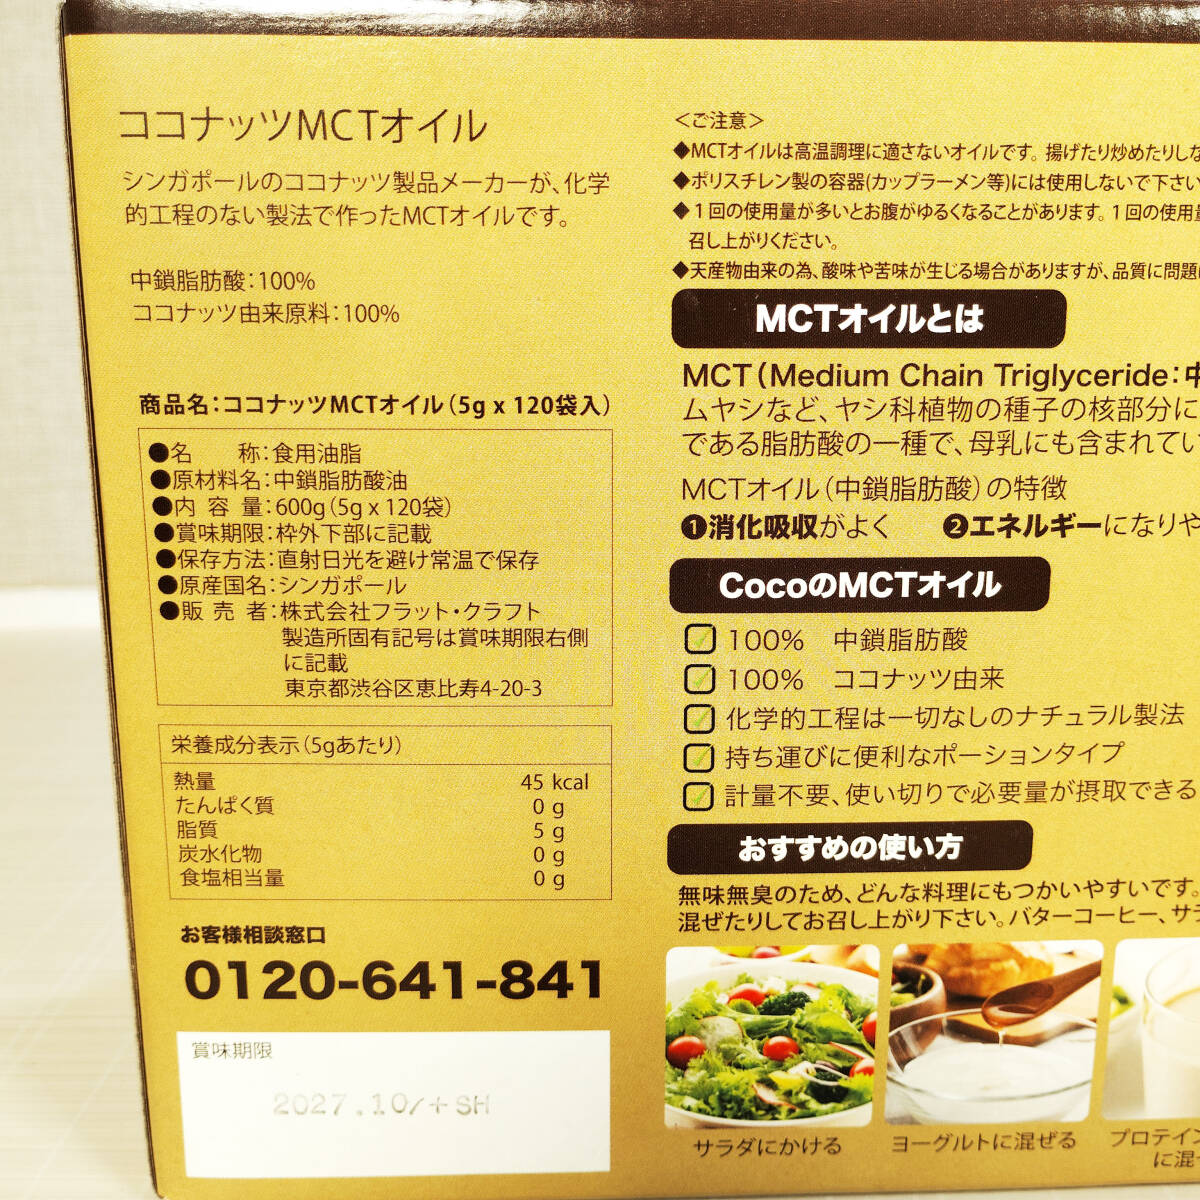 ココナッツMCTオイル
シンガポールのココナッツ製品メーカーが、化学
的工程のない製法で作ったMCTオイルです。
中鎖脂肪酸：100%
ココナッツ由来原料：100%
商品名：ココナッツMCTオイル（5g x 120袋入）
●名　　称：食用油脂
●原材料名：中鎖脂肪酸油
●内 容 量：600g（5g x 120袋）
●賞味期限：枠外下部に記載
●保存方法：直射日光を避け常温で保存
●原産国名：シンガポール
●販 売 者：株式会社フラット・クラフト
製造所固有記号は賞味期限右側
に記載
東京都渋谷区恵比寿4-20-3
栄養成分表示（5gあたり）
熱量 45 kcal
たんぱく質 0 g
脂質 5 g
炭水化物 0 g
食塩相当量 0 g
お客様相談窓口
0120-641-841
賞味期限
2027.10/+SH
＜ご注意＞
◆MCTオイルは高温調理に適さないオイルです。揚げたり炒めたりしな
◆ポリスチレン製の容器(カップラーメン等)には使用しないで下さい
◆１回の使用量が多いとお腹がゆるくなることがあります。１回の使用量
召し上がりください。
◆天産物由来の為、酸味や苦味が生じる場合がありますが、品質に問題
MCTオイルとは
MCT（Medium Chain Triglyceride：中
ムヤシなど、ヤシ科植物の種子の核部分に
である脂肪酸の一種で、母乳にも含まれてい
MCTオイル（中鎖脂肪酸）の特徴
❶消化吸収がよく　❷エネルギーになりや
CocoのMCTオイル
☑100%　中鎖脂肪酸
☑100%　ココナッツ由来
☑化学的工程は一切なしのナチュラル製法
☑持ち運びに便利なポーションタイプ
☑計量不要、使い切りで必要量が摂取できる
おすすめの使い方
無味無臭のため、どんな料理にもつかいやすいです。
混ぜたりしてお召し上がり下さい。バターコーヒー、サラ
サラダにかける
ヨーグルトに混ぜる
プロテイン
に混ぜ